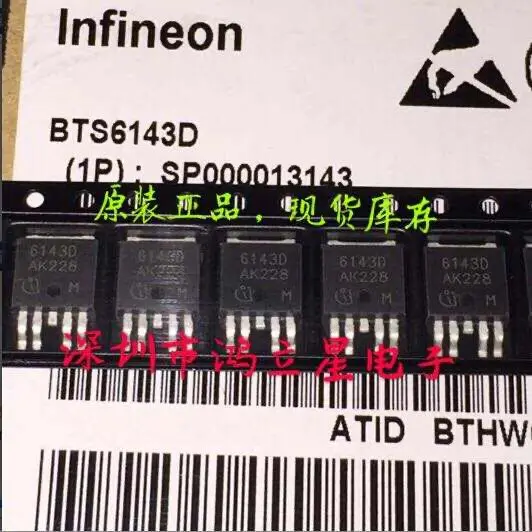 Infineon
BTS6143D
(1P): SP000013143
原装正品，现货库存
6143D 6143D 6143D 6143D 6143D
AK228 AK228 AK228 AK228 AK228
M M M M M
深圳市鸿立星电子
ATID BTHW